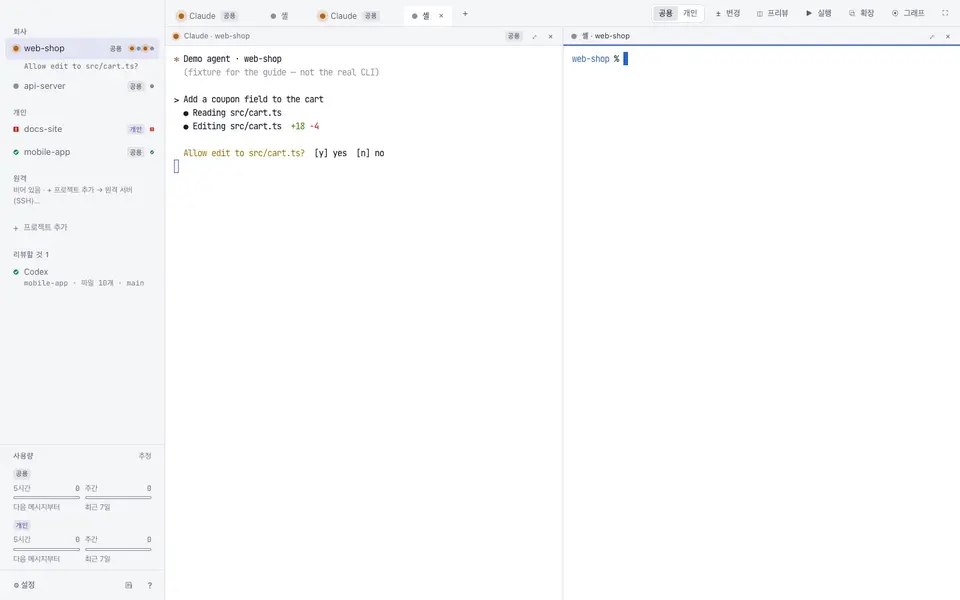 회사
web-shop 공용
Allow edit to src/cart.ts?
api-server 공용
개인
docs-site 개인
mobile-app 공용
원격
비어 있음 · + 프로젝트 추가 → 원격 서버
(SSH)…
+ 프로젝트 추가
리뷰할 것 1
Codex
mobile-app · 파일 10개 · main
사용량 추정
공용
5시간 0 주간 0
다음 메시지부터 최근 7일
개인
5시간 0 주간 0
다음 메시지부터 최근 7일
설정 ?
Claude 공용 셸 Claude 공용 셸 × +
공용 개인 변경 프리뷰 실행 확장 그래프
Claude · web-shop 공용 ×
* Demo agent · web-shop
(fixture for the guide — not the real CLI)
> Add a coupon field to the cart
● Reading src/cart.ts
● Editing src/cart.ts +18 -4
Allow edit to src/cart.ts? [y] yes [n] no
셸 · web-shop ×
web-shop %